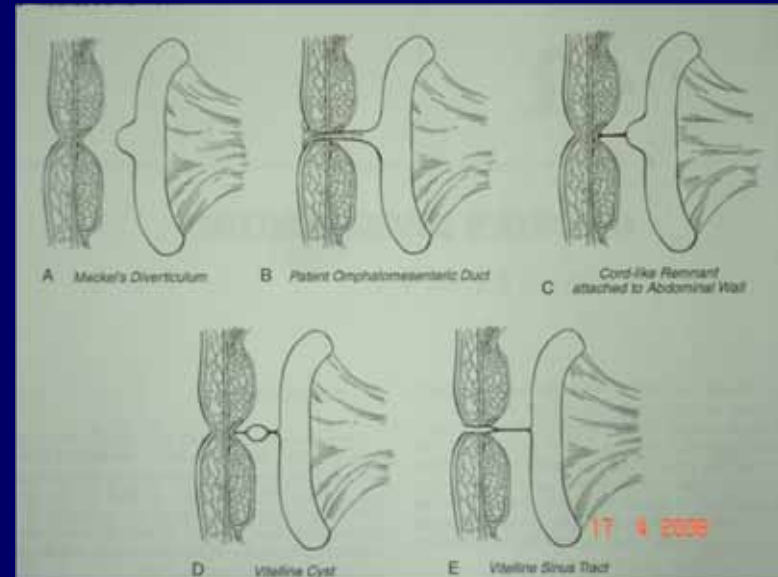 A Meckel's Diverticulum
B Patent Omphalomesenteric Duct
C Cord-like Remnant
attached to Abdominal Wall
D Vitelline Cyst
E Vitelline Sinus Tract
17 4 2008